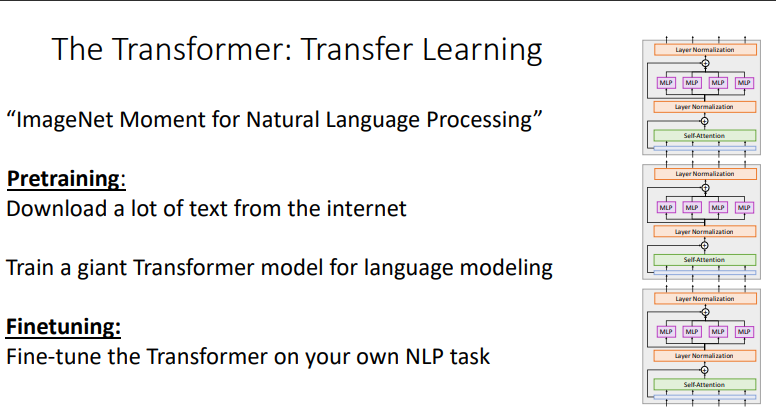 The Transformer: Transfer Learning
“ImageNet Moment for Natural Language Processing”
Pretraining:
Download a lot of text from the internet
Train a giant Transformer model for language modeling
Finetuning:
Fine-tune the Transformer on your own NLP task
Layer Normalization
MLP MLP MLP MLP
Layer Normalization
Self-Attention
Layer Normalization
MLP MLP MLP MLP
Layer Normalization
Self-Attention
Layer Normalization
MLP MLP MLP MLP
Layer Normalization
Self-Attention